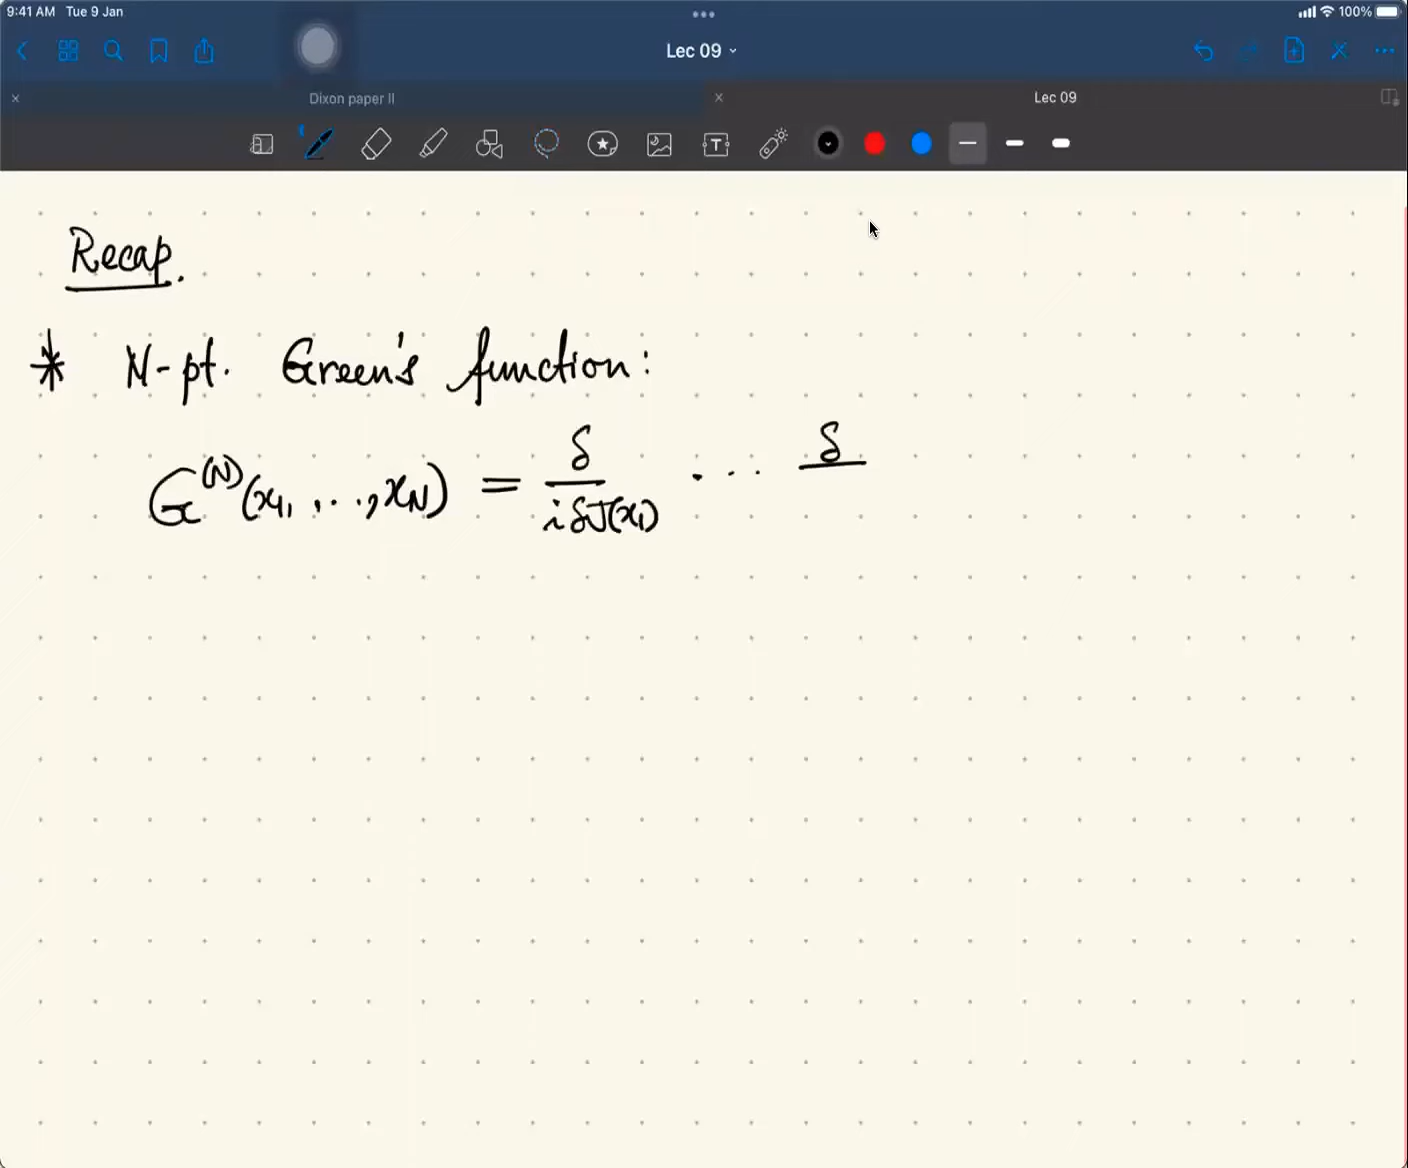 9:41 AM Tue 9 Jan 100%
Lec 09
Dixon paper II Lec 09
T
Recap.
* N-pt. Green's function:
G^(N)(x₁, ..., x_N) = δ/(iδJ(x₁)) ... δ/